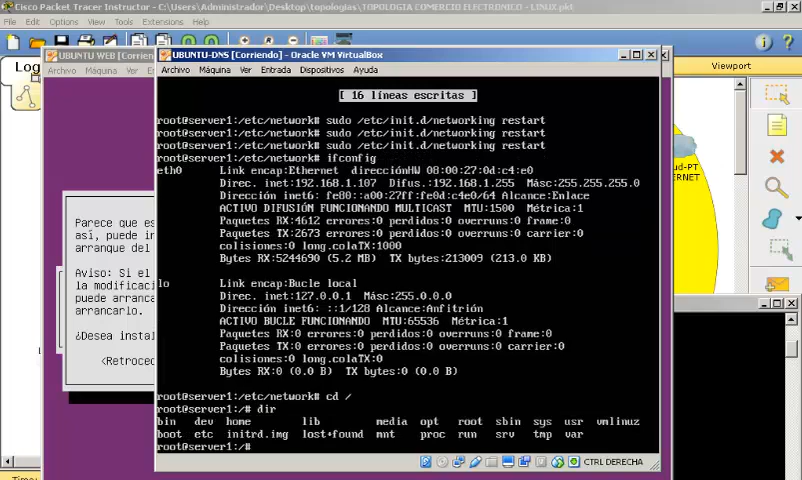 Cisco Packet Tracer Instructor - C:\Users\Administrador\Desktop\topologias\TOPOLOGIA COMERCIO ELECTRONICO - LINUX.pkt
File Edit Options View Tools Extensions Help
Viewport
Log
UBUNTU WEB [Corriendo]
Archivo Máquina Ver
UBUNTU-DNS [Corriendo] - Oracle VM VirtualBox
Archivo Máquina Ver Entrada Dispositivos Ayuda
[ 16 líneas escritas ]
root@server1:/etc/network# sudo /etc/init.d/networking restart
root@server1:/etc/network# sudo /etc/init.d/networking restart
root@server1:/etc/network# sudo /etc/init.d/networking restart
root@server1:/etc/network# ifconfig
eth0 Link encap:Ethernet direcciónHW 08:00:27:0d:c4:e0
Direc. inet:192.168.1.107 Difus.:192.168.1.255 Másc:255.255.255.0
Dirección inet6: fe80::a00:27ff:fe0d:c4e0/64 Alcance:Enlace
ACTIVO DIFUSIÓN FUNCIONANDO MULTICAST MTU:1500 Métrica:1
Paquetes RX:4612 errores:0 perdidos:0 overruns:0 frame:0
Paquetes TX:2673 errores:0 perdidos:0 overruns:0 carrier:0
colisiones:0 long.colaTX:1000
Bytes RX:5244690 (5.2 MB) TX bytes:213009 (213.0 KB)
lo Link encap:Bucle local
Direc. inet:127.0.0.1 Másc:255.0.0.0
Dirección inet6: ::1/128 Alcance:Anfitrión
ACTIVO BUCLE FUNCIONANDO MTU:65536 Métrica:1
Paquetes RX:0 errores:0 perdidos:0 overruns:0 frame:0
Paquetes TX:0 errores:0 perdidos:0 overruns:0 carrier:0
colisiones:0 long.colaTX:0
Bytes RX:0 (0.0 B) TX bytes:0 (0.0 B)
root@server1:/etc/network# cd /
root@server1:/# dir
bin dev home lib media opt root sbin sys usr vmlinuz
boot etc initrd.img lost+found mnt proc run srv tmp var
root@server1:/#
CTRL DERECHA
Parece que es
así, puede in
arranque del
Aviso: Si el
la modificació
puede arranca
arrancarlo.
¿Desea instal
<Retroced
ud-PT
ERNET
Time: